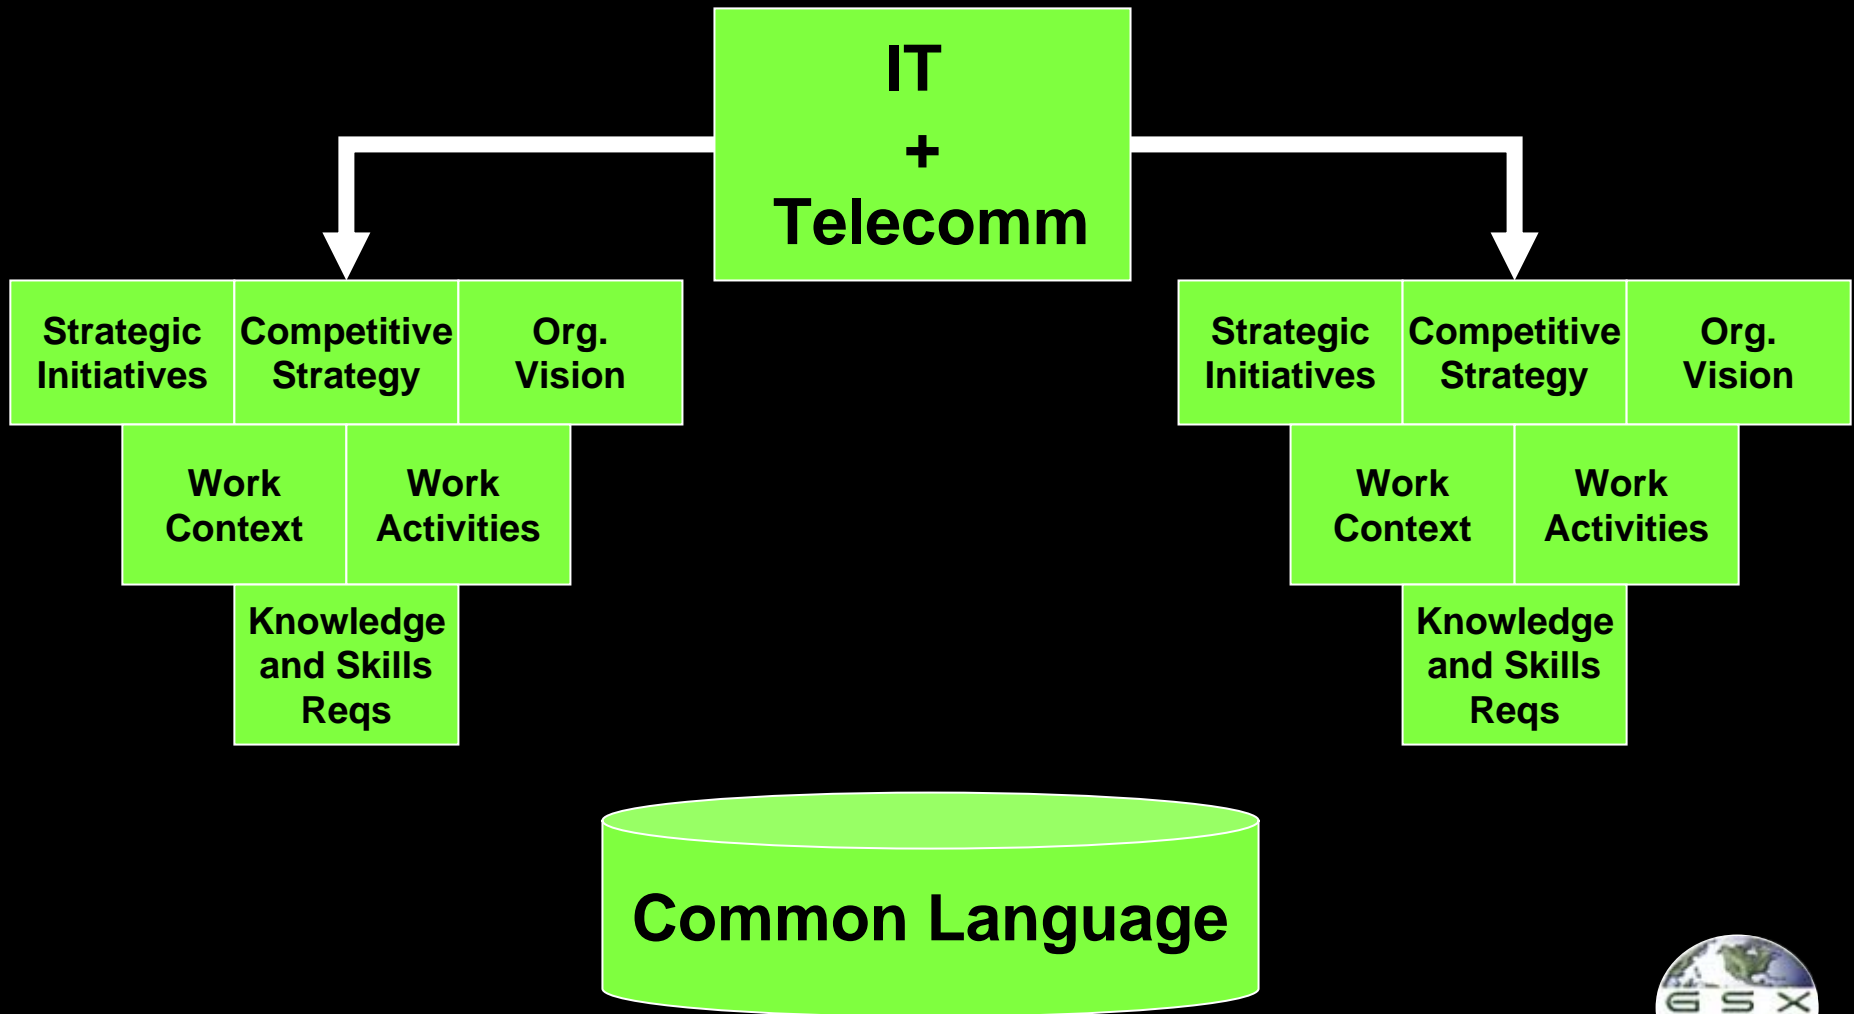 IT
+
Telecomm
Strategic
Initiatives
Competitive
Strategy
Org.
Vision
Work
Context
Work
Activities
Knowledge
and Skills
Reqs
Strategic
Initiatives
Competitive
Strategy
Org.
Vision
Work
Context
Work
Activities
Knowledge
and Skills
Reqs
Common Language
GSX